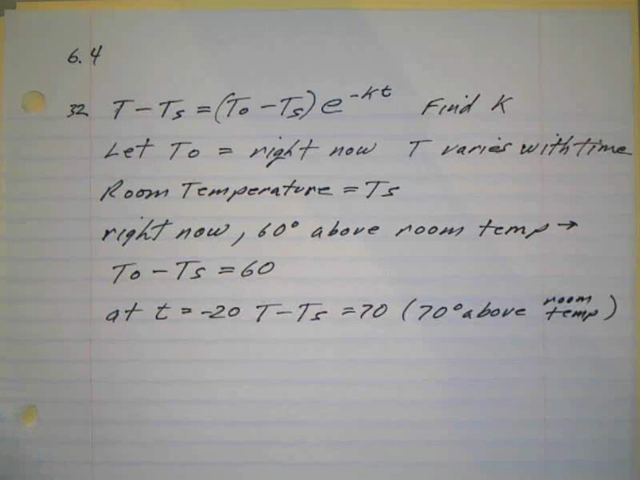 6.4
32 T - Ts = (To - Ts) e^-kt Find K
Let To = right now T varies with time
Room Temperature = Ts
right now, 60° above room temp →
To - Ts = 60
at t = -20 T - Ts = 70 (70° above room temp)